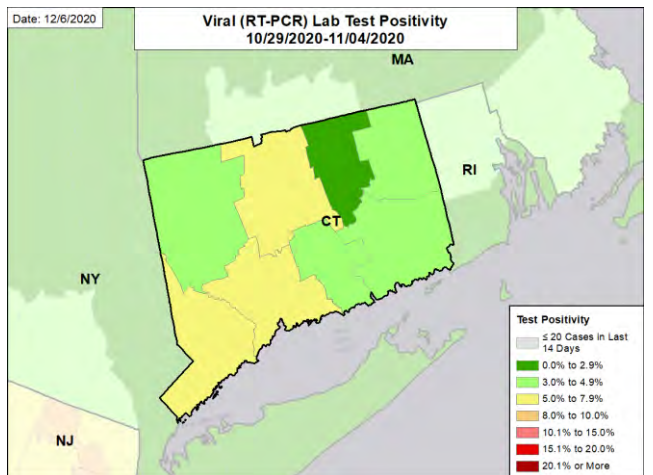 Date: 12/6/2020
Viral (RT-PCR) Lab Test Positivity
10/29/2020-11/04/2020
MA
RI
CT
NY
NJ
Test Positivity
≤ 20 Cases in Last
14 Days
0.0% to 2.9%
3.0% to 4.9%
5.0% to 7.9%
8.0% to 10.0%
10.1% to 15.0%
15.1% to 20.0%
20.1% or More